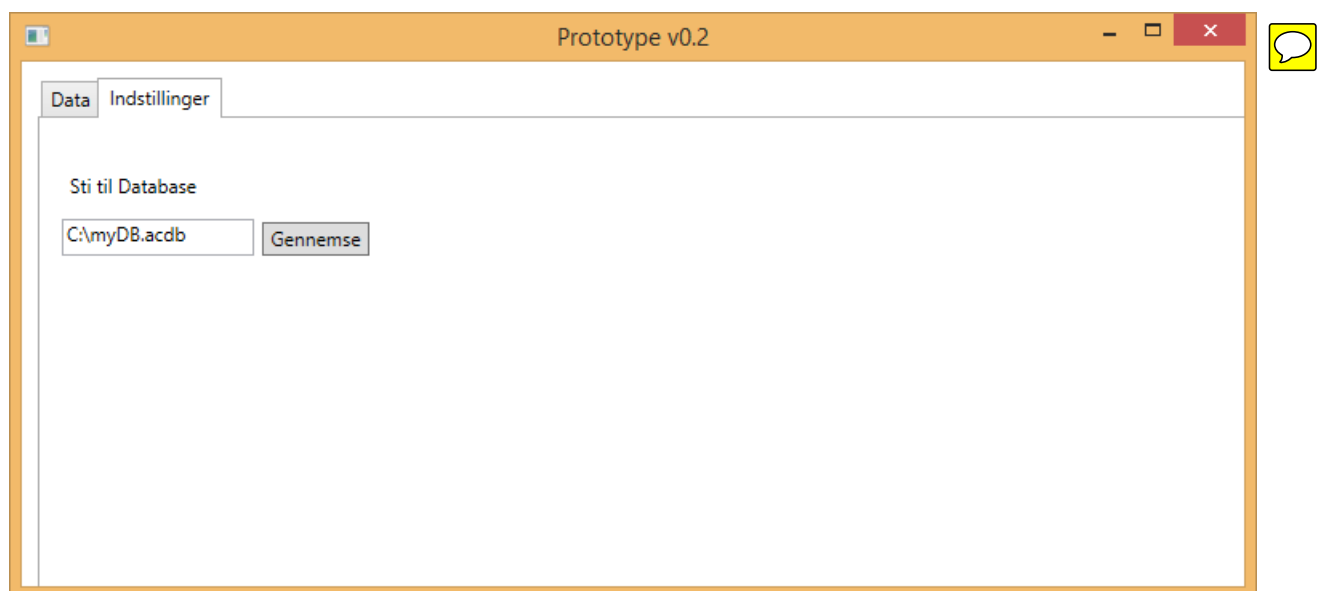 Prototype v0.2
Data Indstillinger
Sti til Database
C:\myDB.acdb Gennemse